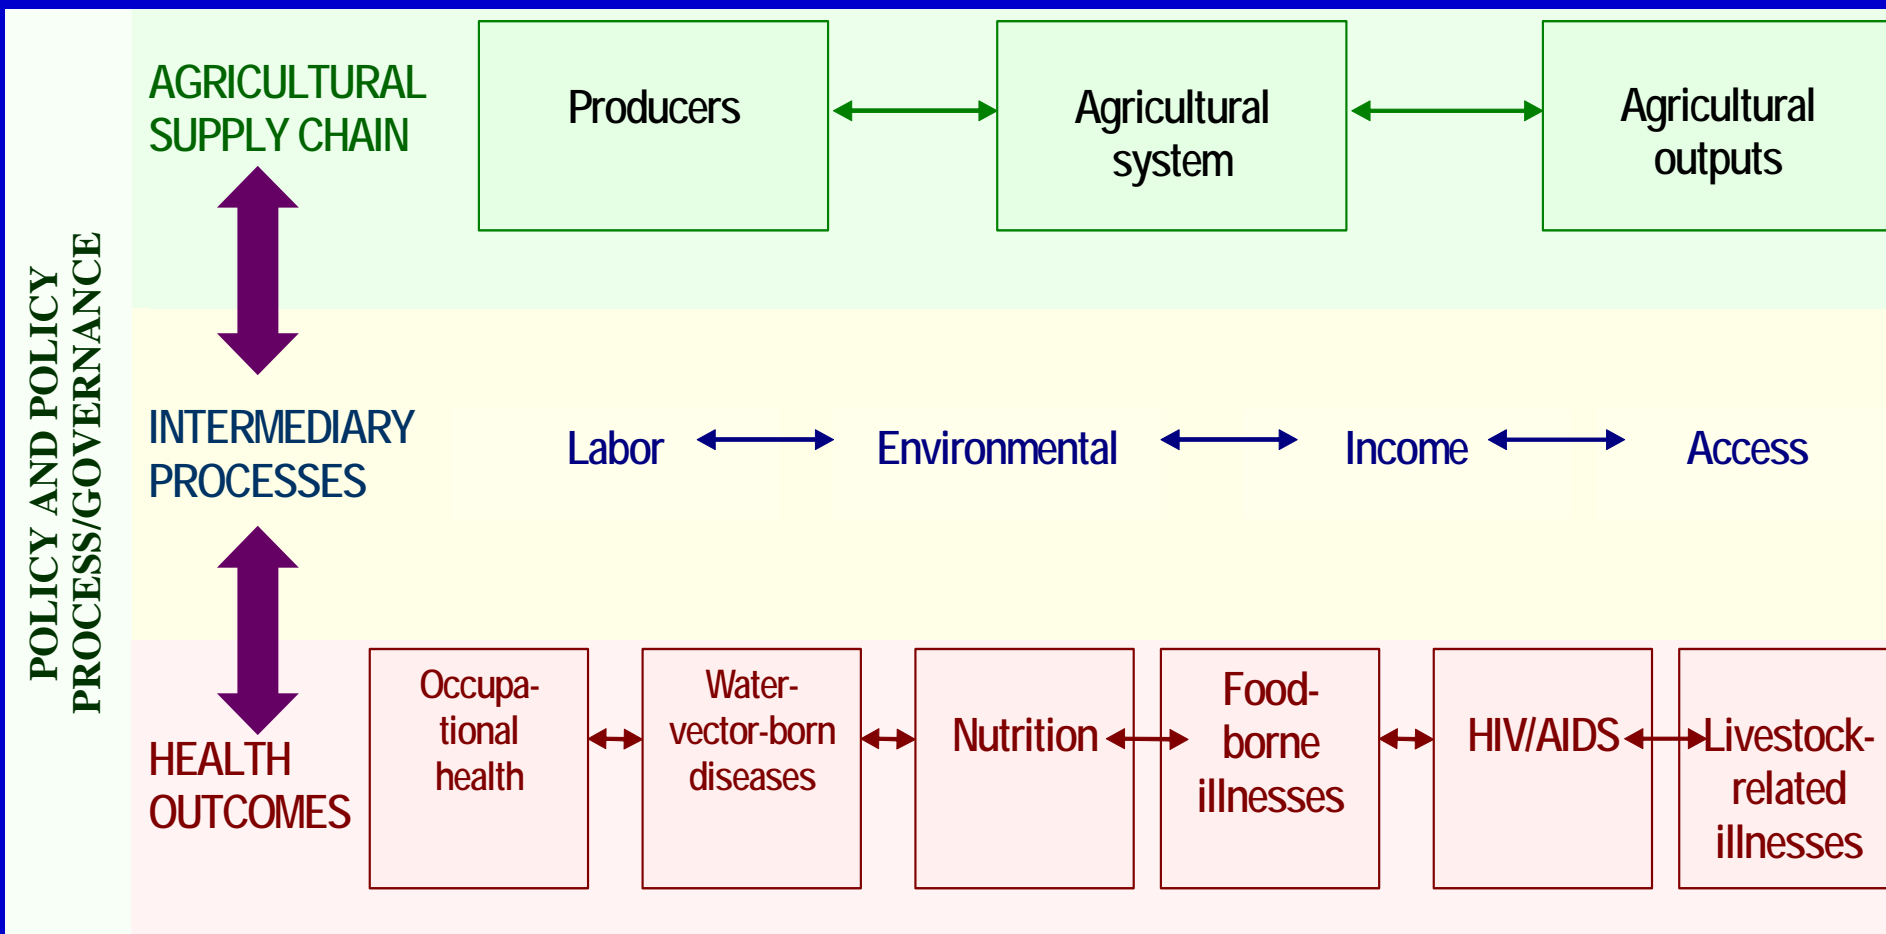 POLICY AND POLICY
PROCESS/GOVERNANCE
AGRICULTURAL
SUPPLY CHAIN
Producers
Agricultural
system
Agricultural
outputs
INTERMEDIARY
PROCESSES
Labor
Environmental
Income
Access
HEALTH
OUTCOMES
Occupa-
tional
health
Water-
vector-born
diseases
Nutrition
Food-
borne
illnesses
HIV/AIDS
Livestock-
related
illnesses